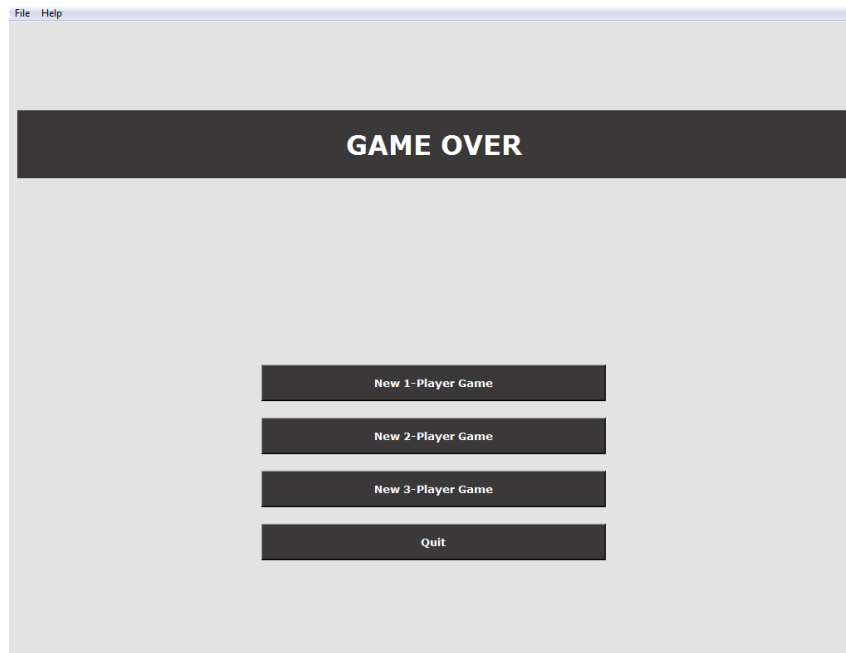 File Help
GAME OVER
New 1-Player Game
New 2-Player Game
New 3-Player Game
Quit